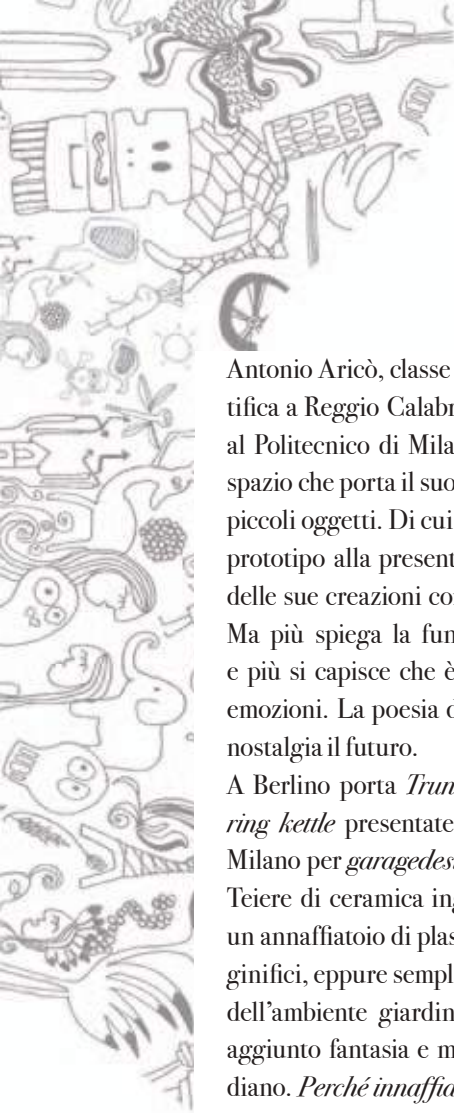 Antonio Aricò, classe
tifica a Reggio Calabr
al Politecnico di Mila
spazio che porta il suo
piccoli oggetti. Di cui
prototipo alla present
delle sue creazioni co
Ma più spiega la fun
e più si capisce che è
emozioni. La poesia d
nostalgia il futuro.
A Berlino porta Trun
ring kettle presentate
Milano per garagedes
Teiere di ceramica ing
un annaffiatoio di plas
ginifici, eppure sempl
dell’ambiente giardin
aggiunto fantasia e m
diano. Perché innaffia